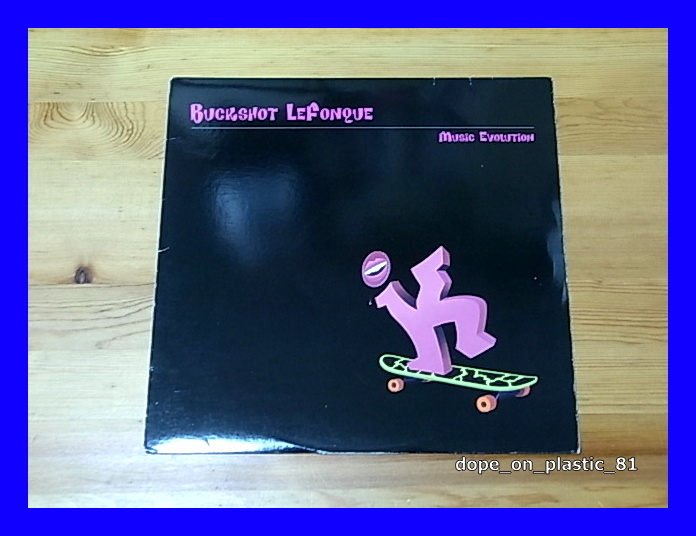 Buckshot LeFonque
Music Evolution
dope_on_plastic_81